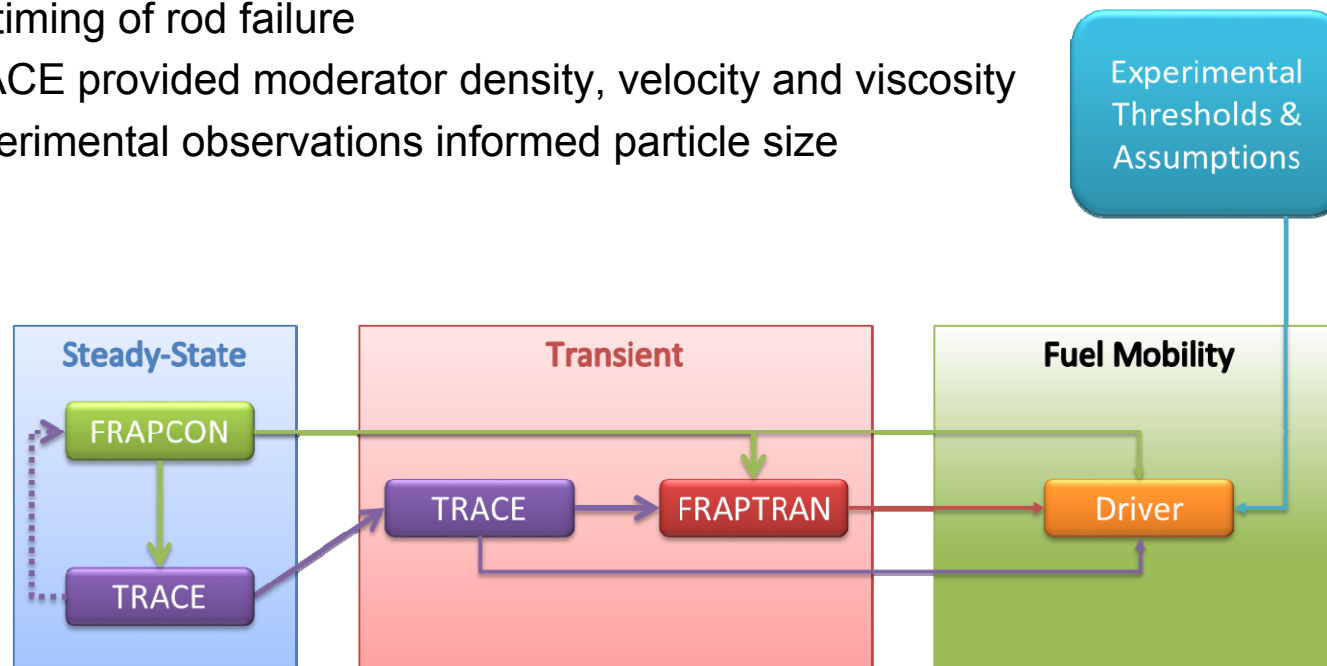 timing of rod failure
ACE provided moderator density, velocity and viscosity
erimental observations informed particle size
Experimental
Thresholds &
Assumptions
Steady-State
Transient
Fuel Mobility
FRAPCON
TRACE
FRAPTRAN
Driver
TRACE